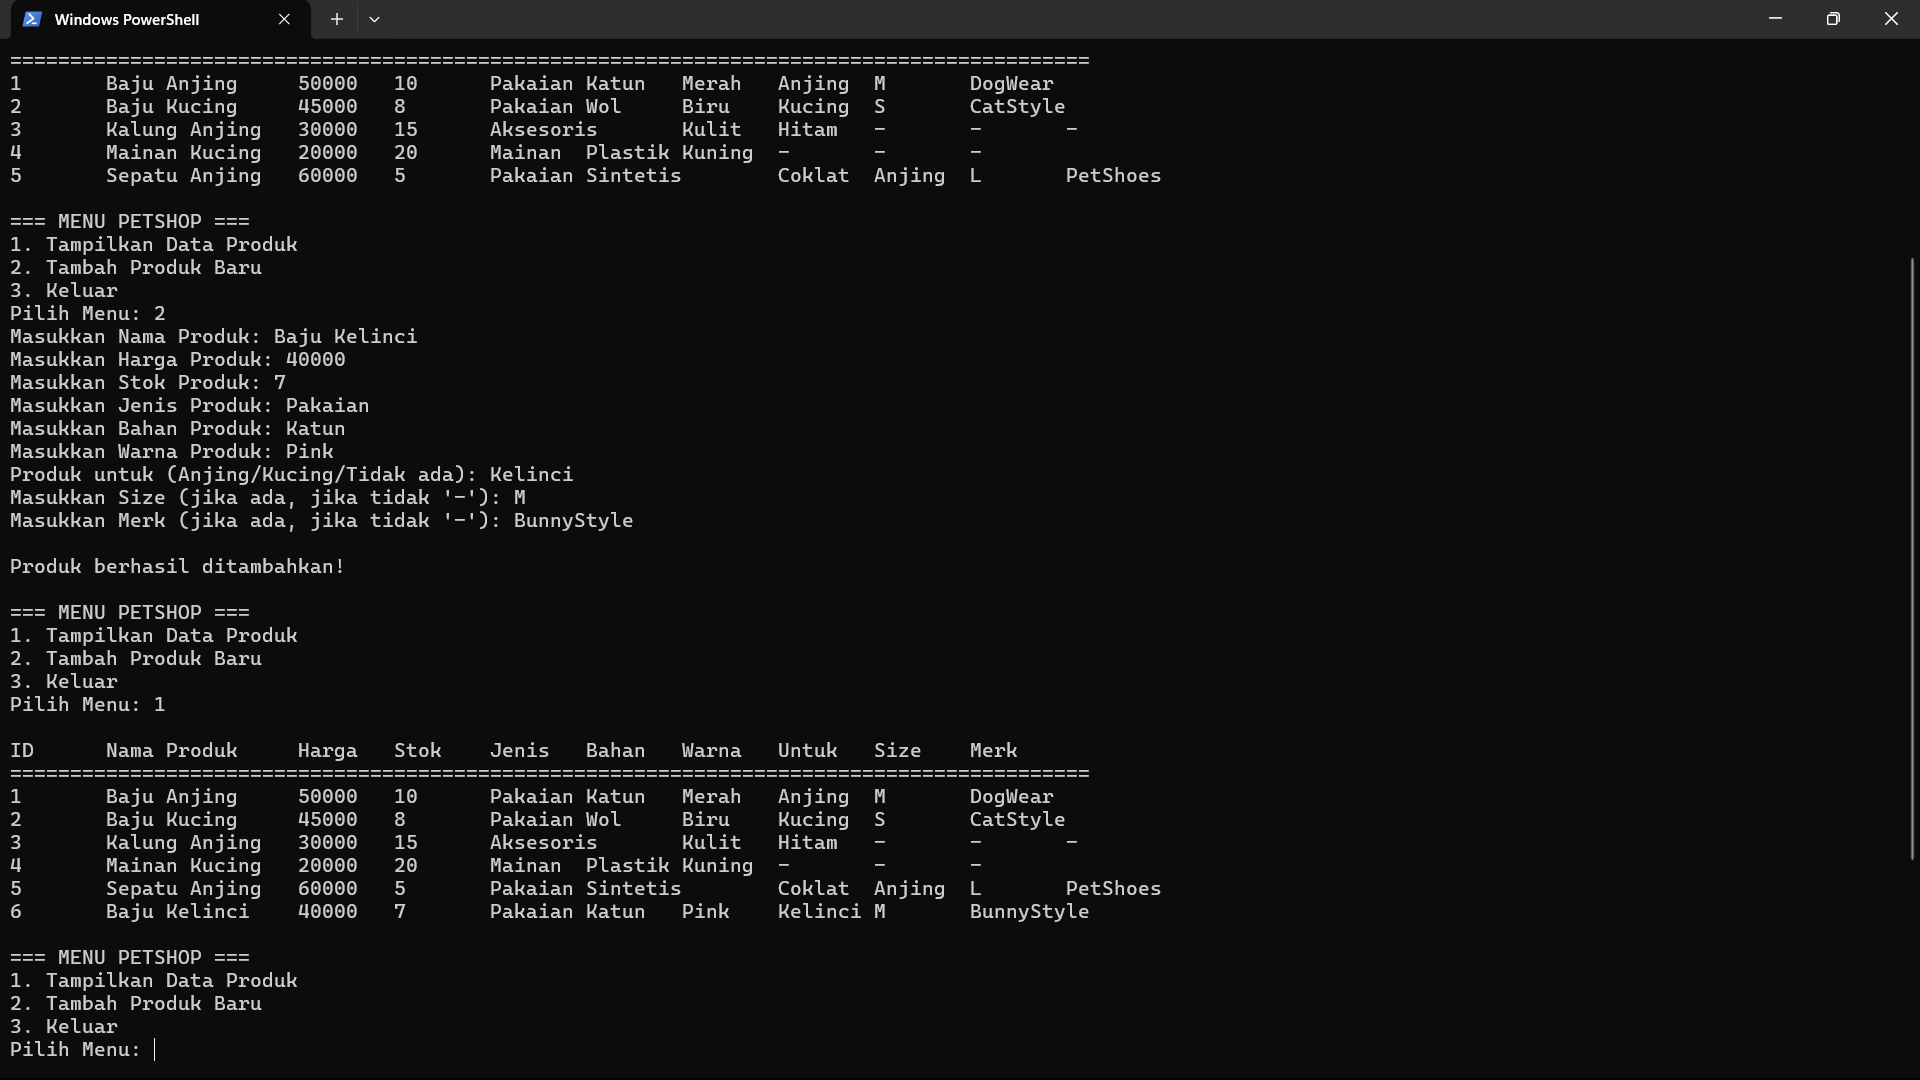 Windows PowerShell
==========================================================================================
1 Baju Anjing 50000 10 Pakaian Katun Merah Anjing M DogWear
2 Baju Kucing 45000 8 Pakaian Wol Biru Kucing S CatStyle
3 Kalung Anjing 30000 15 Aksesoris Kulit Hitam - - -
4 Mainan Kucing 20000 20 Mainan Plastik Kuning - - -
5 Sepatu Anjing 60000 5 Pakaian Sintetis Coklat Anjing L PetShoes
=== MENU PETSHOP ===
1. Tampilkan Data Produk
2. Tambah Produk Baru
3. Keluar
Pilih Menu: 2
Masukkan Nama Produk: Baju Kelinci
Masukkan Harga Produk: 40000
Masukkan Stok Produk: 7
Masukkan Jenis Produk: Pakaian
Masukkan Bahan Produk: Katun
Masukkan Warna Produk: Pink
Produk untuk (Anjing/Kucing/Tidak ada): Kelinci
Masukkan Size (jika ada, jika tidak '-'): M
Masukkan Merk (jika ada, jika tidak '-'): BunnyStyle
Produk berhasil ditambahkan!
=== MENU PETSHOP ===
1. Tampilkan Data Produk
2. Tambah Produk Baru
3. Keluar
Pilih Menu: 1
ID Nama Produk Harga Stok Jenis Bahan Warna Untuk Size Merk
==========================================================================================
1 Baju Anjing 50000 10 Pakaian Katun Merah Anjing M DogWear
2 Baju Kucing 45000 8 Pakaian Wol Biru Kucing S CatStyle
3 Kalung Anjing 30000 15 Aksesoris Kulit Hitam - - -
4 Mainan Kucing 20000 20 Mainan Plastik Kuning - - -
5 Sepatu Anjing 60000 5 Pakaian Sintetis Coklat Anjing L PetShoes
6 Baju Kelinci 40000 7 Pakaian Katun Pink Kelinci M BunnyStyle
=== MENU PETSHOP ===
1. Tampilkan Data Produk
2. Tambah Produk Baru
3. Keluar
Pilih Menu: